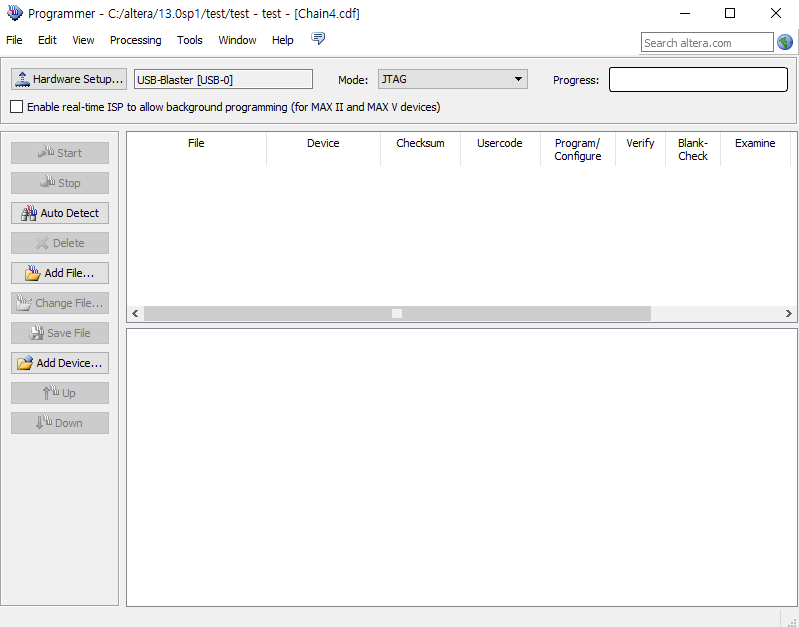 Programmer - C:/altera/13.0sp1/test/test - test - [Chain4.cdf]
File Edit View Processing Tools Window Help
Search altera.com
Hardware Setup... USB-Blaster [USB-0] Mode: JTAG Progress:
Enable real-time ISP to allow background programming (for MAX II and MAX V devices)
Start
Stop
Auto Detect
Delete
Add File...
Change File...
Save File
Add Device...
Up
Down
File Device Checksum Usercode Program/ Verify Blank- Examine
Configure Check